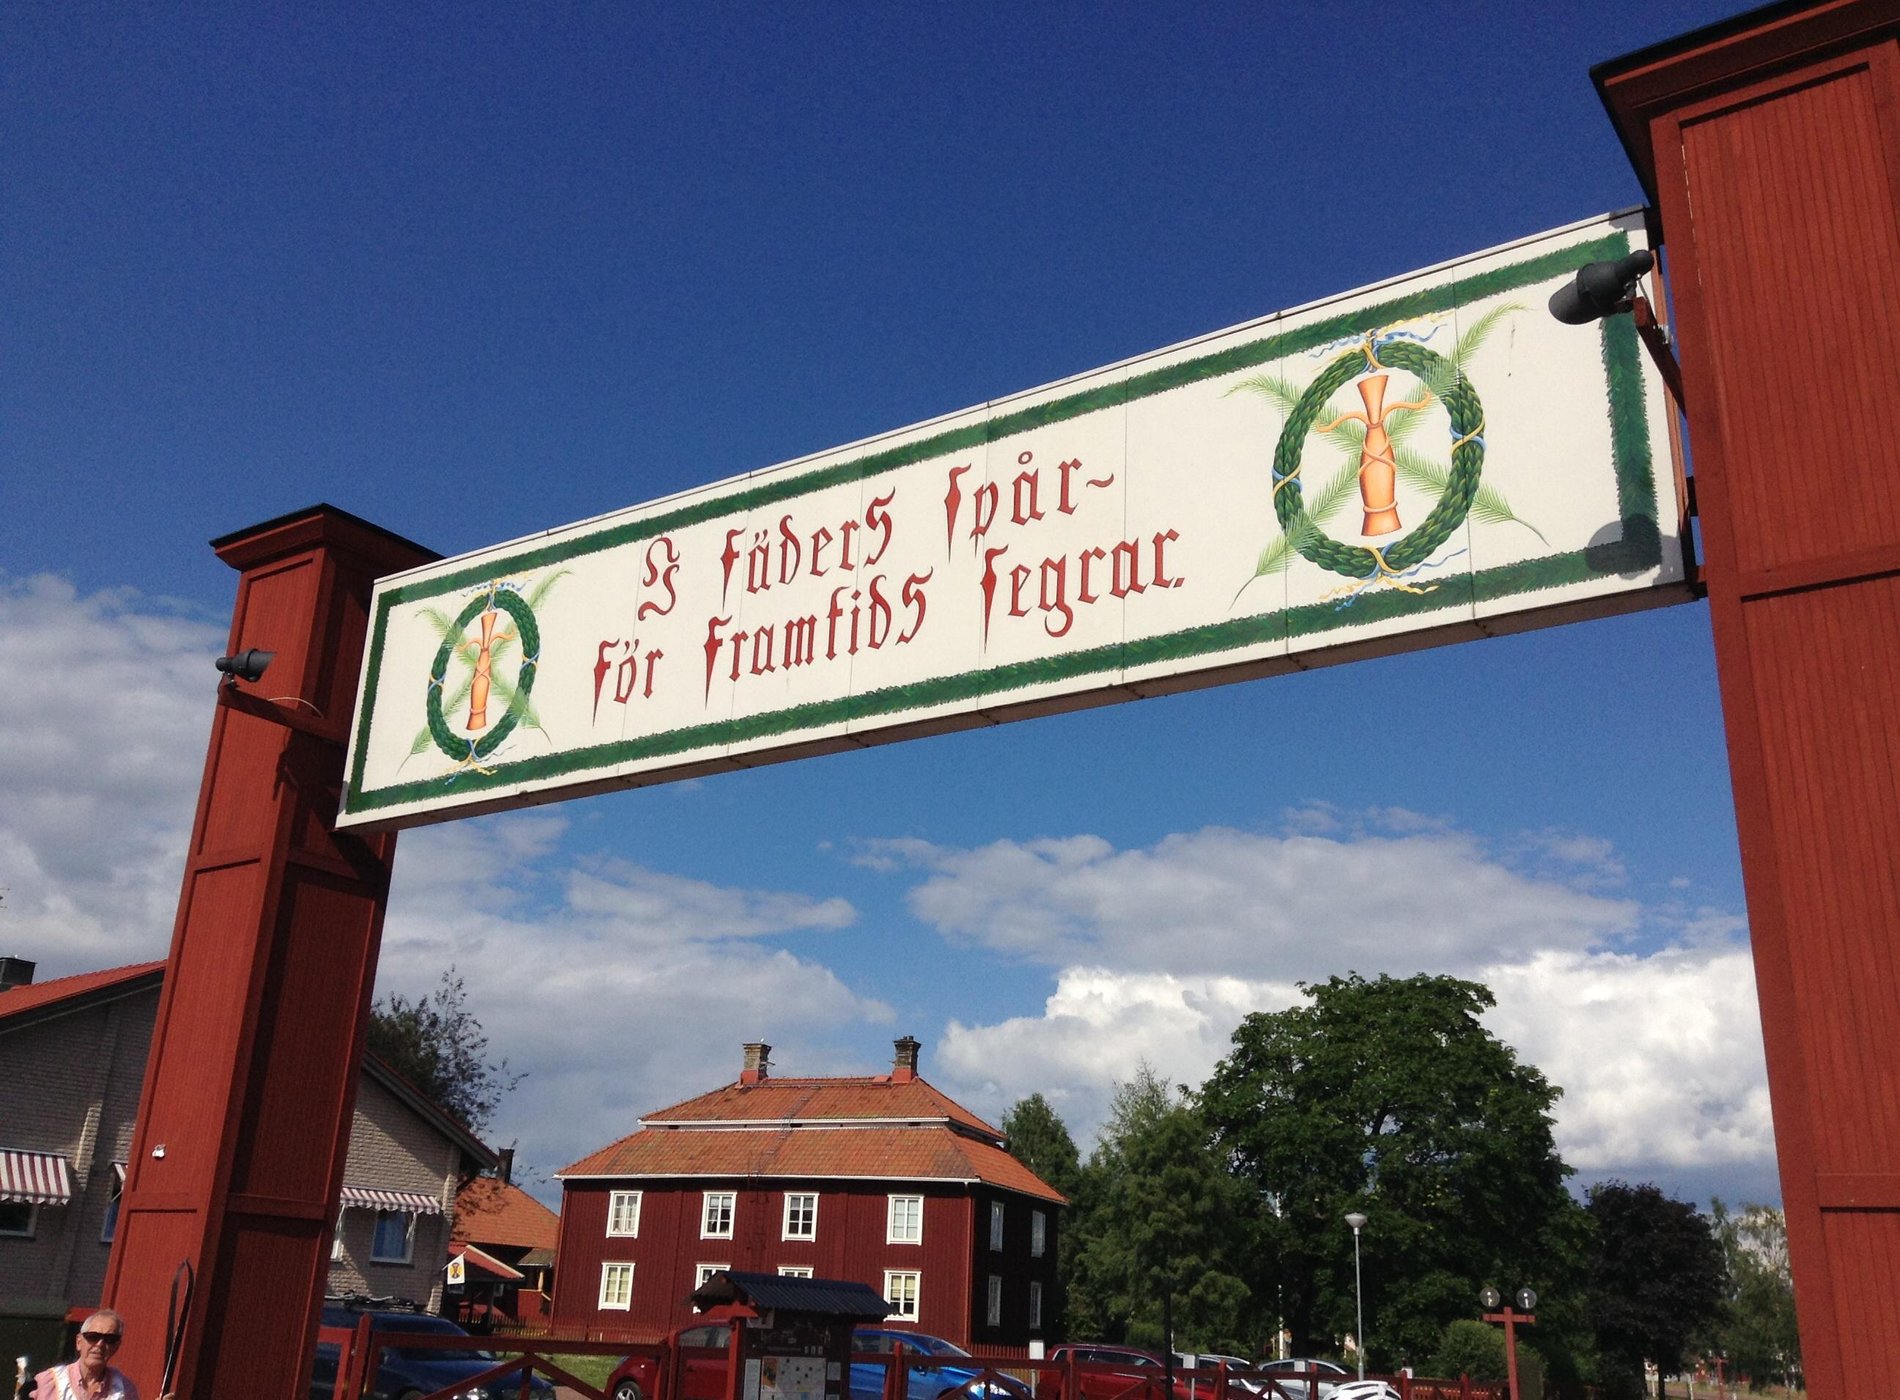 I fäders spår-
för framtids segrar.